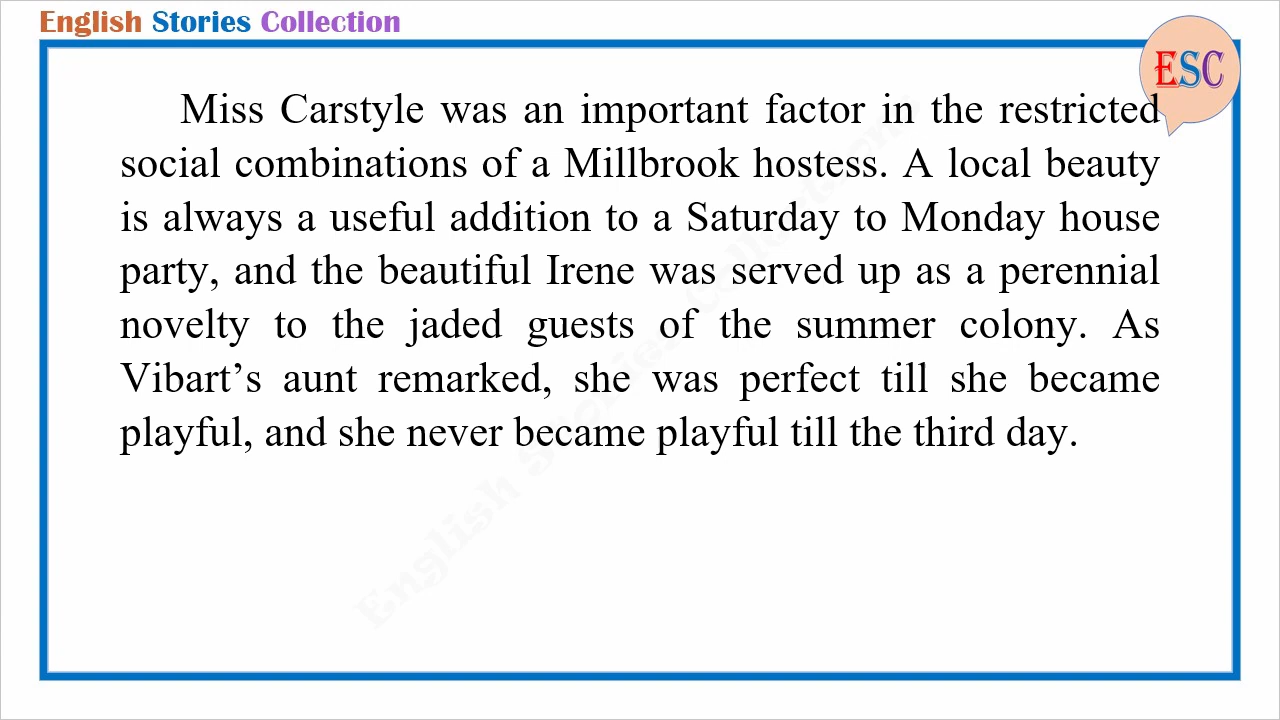 English Stories Collection
ESC
Miss Carstyle was an important factor in the restricted
social combinations of a Millbrook hostess. A local beauty
is always a useful addition to a Saturday to Monday house
party, and the beautiful Irene was served up as a perennial
novelty to the jaded guests of the summer colony. As
Vibart’s aunt remarked, she was perfect till she became
playful, and she never became playful till the third day.
English Stories Collections